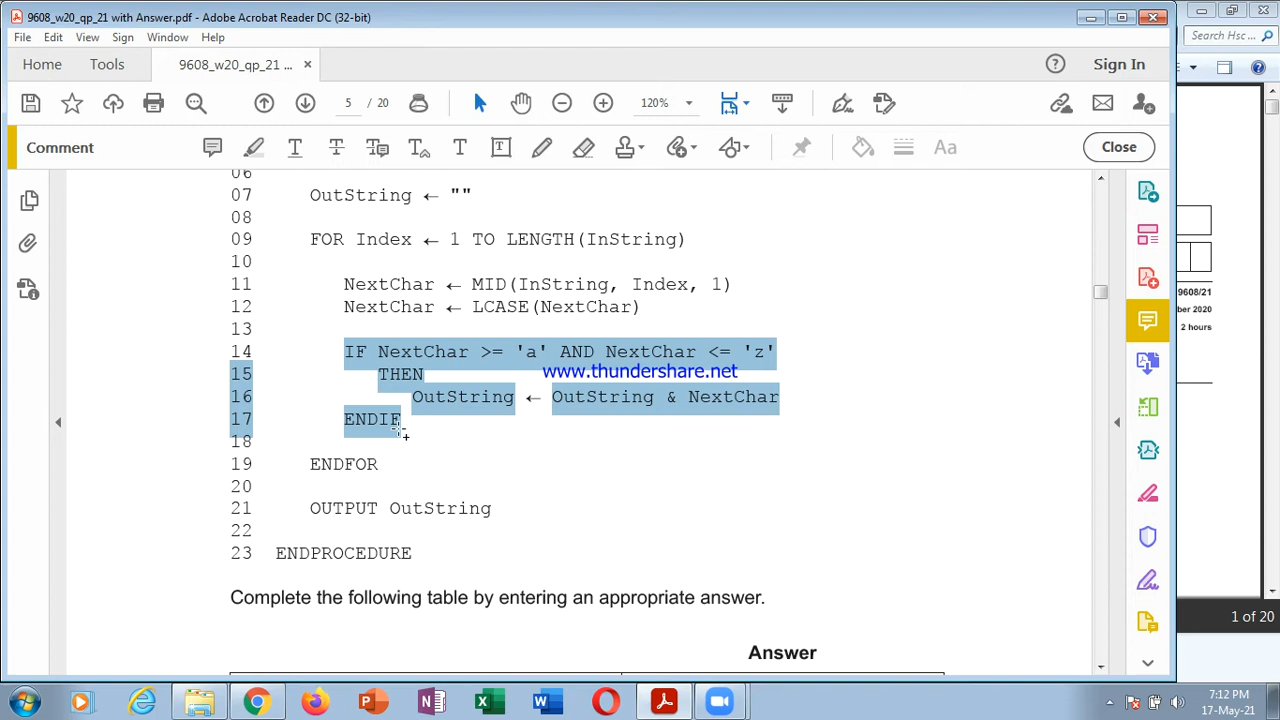 9608_w20_qp_21 with Answer.pdf - Adobe Acrobat Reader DC (32-bit)
File Edit View Sign Window Help
Home Tools 9608_w20_qp_21 ... × Sign In
5 / 20 120%
Comment Close
Search Hsc...
06
07 OutString ← ""
08
09 FOR Index ← 1 TO LENGTH(InString)
10
11 NextChar ← MID(InString, Index, 1)
12 NextChar ← LCASE(NextChar)
13
14 IF NextChar >= 'a' AND NextChar <= 'z'
15 THEN
www.thundershare.net
16 OutString ← OutString & NextChar
17 ENDIF
18
19 ENDFOR
20
21 OUTPUT OutString
22
23 ENDPROCEDURE
Complete the following table by entering an appropriate answer.
Answer
9608/21
ber 2020
2 hours
1 of 20
7:12 PM
17-May-21